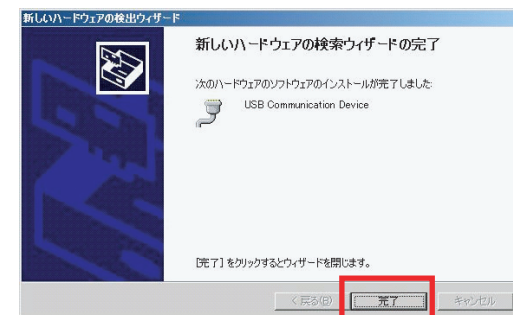 新しいハードウェアの検出ウィザード
新しいハードウェアの検索ウィザードの完了
次のハードウェアのソフトウェアのインストールが完了しました:
USB Communication Device
[完了] をクリックするとウィザードを閉じます。
< 戻る(B)
完了
キャンセル